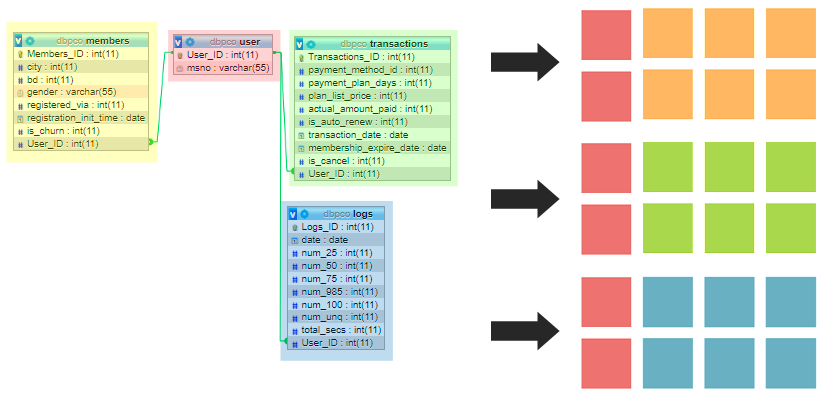 dbpco members
Members_ID : int(11)
city : int(11)
bd : int(11)
gender : varchar(55)
registered_via : int(11)
registration_init_time : date
is_churn : int(11)
User_ID : int(11)
dbpco user
User_ID : int(11)
msno : varchar(55)
dbpco transactions
Transactions_ID : int(11)
payment_method_id : int(11)
payment_plan_days : int(11)
plan_list_price : int(11)
actual_amount_paid : int(11)
is_auto_renew : int(11)
transaction_date : date
membership_expire_date : date
is_cancel : int(11)
User_ID : int(11)
dbpco logs
Logs_ID : int(11)
date : date
num_25 : int(11)
num_50 : int(11)
num_75 : int(11)
num_985 : int(11)
num_100 : int(11)
num_unq : int(11)
total_secs : int(11)
User_ID : int(11)